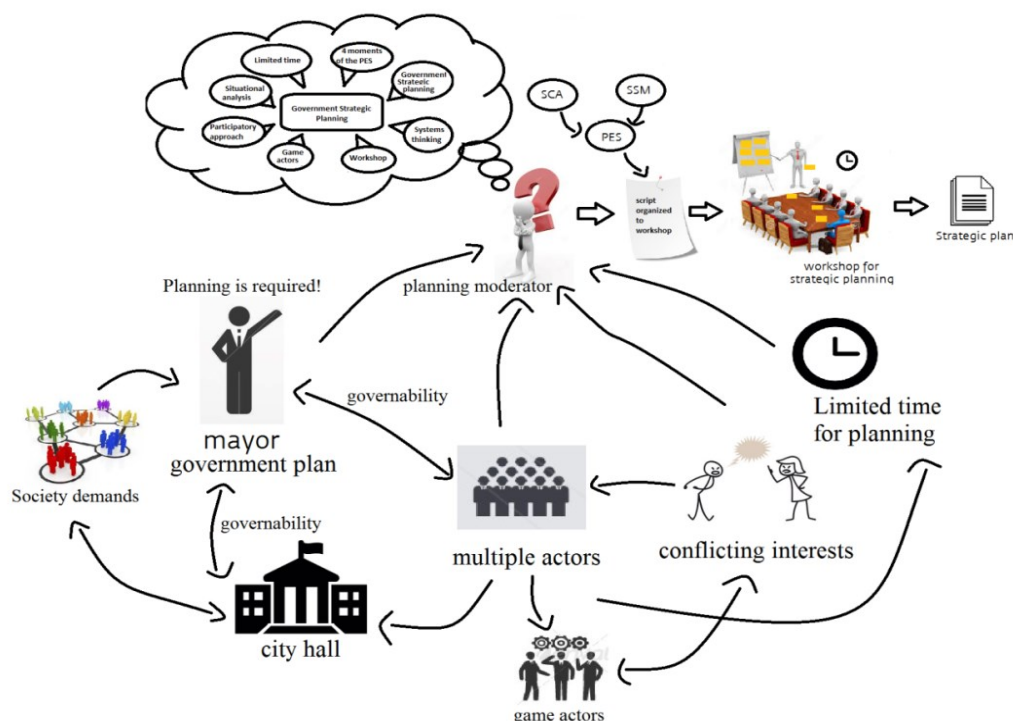 Limited time
4 moments
of the PES
Government
Strategic
planning
Situational
analysis
Government Strategic
Planning
Participatory
approach
Systems
thinking
Game
actors
Workshop
SCA
SSM
PES
script
organized
to
workshop
Strategic plan
workshop for
strategic planning
planning moderator
Planning is required!
mayor
government plan
governability
Limited time
for planning
Society demands
governability
multiple actors
conflicting interests
city hall
game actors